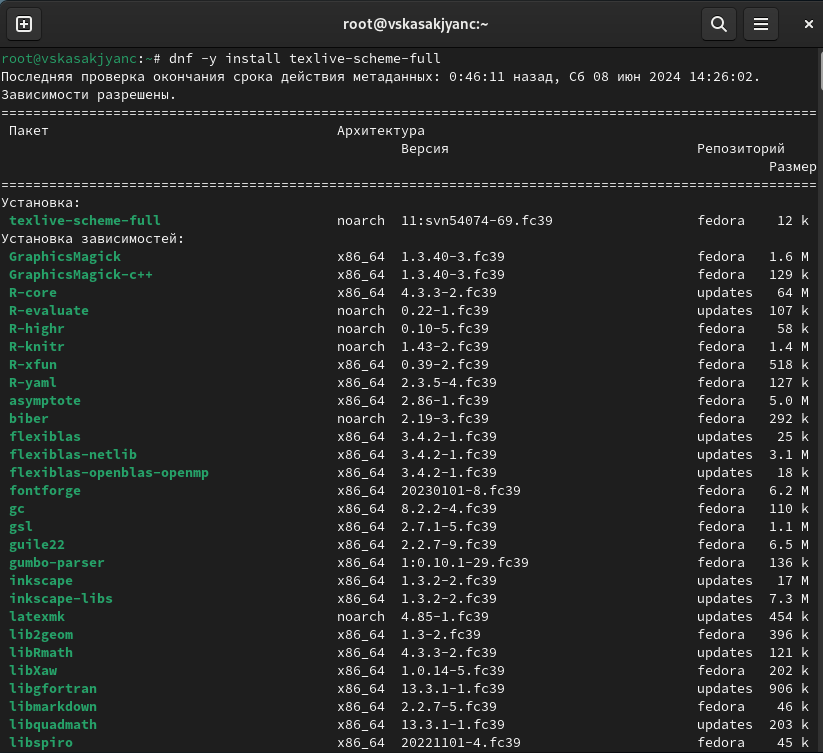 root@vskasakjyanc:~
root@vskasakjyanc:~# dnf -y install texlive-scheme-full
Последняя проверка окончания срока действия метаданных: 0:46:11 назад, Сб 08 июн 2024 14:26:02.
Зависимости разрешены.
================================================================================
Пакет Архитектура
Версия Репозиторий
Размер
================================================================================
Установка:
texlive-scheme-full noarch 11:svn54074-69.fc39 fedora 12 k
Установка зависимостей:
GraphicsMagick x86_64 1.3.40-3.fc39 fedora 1.6 M
GraphicsMagick-c++ x86_64 1.3.40-3.fc39 fedora 129 k
R-core x86_64 4.3.3-2.fc39 updates 64 M
R-evaluate noarch 0.22-1.fc39 updates 107 k
R-highr noarch 0.10-5.fc39 fedora 58 k
R-knitr noarch 1.43-2.fc39 fedora 1.4 M
R-xfun x86_64 0.39-2.fc39 fedora 518 k
R-yaml x86_64 2.3.5-4.fc39 fedora 127 k
asymptote x86_64 2.86-1.fc39 fedora 5.0 M
biber noarch 2.19-3.fc39 fedora 292 k
flexiblas x86_64 3.4.2-1.fc39 updates 25 k
flexiblas-netlib x86_64 3.4.2-1.fc39 updates 3.1 M
flexiblas-openblas-openmp x86_64 3.4.2-1.fc39 updates 18 k
fontforge x86_64 20230101-8.fc39 fedora 6.2 M
gc x86_64 8.2.2-4.fc39 fedora 110 k
gsl x86_64 2.7.1-5.fc39 fedora 1.1 M
guile22 x86_64 2.2.7-9.fc39 fedora 6.5 M
gumbo-parser x86_64 1:0.10.1-29.fc39 fedora 136 k
inkscape x86_64 1.3.2-2.fc39 updates 17 M
inkscape-libs x86_64 1.3.2-2.fc39 updates 7.3 M
latexmk noarch 4.85-1.fc39 updates 454 k
lib2geom x86_64 1.3-2.fc39 fedora 396 k
libRmath x86_64 4.3.3-2.fc39 updates 121 k
libXaw x86_64 1.0.14-5.fc39 fedora 202 k
libgfortran x86_64 13.3.1-1.fc39 updates 906 k
libmarkdown x86_64 2.2.7-5.fc39 fedora 46 k
libquadmath x86_64 13.3.1-1.fc39 updates 203 k
libspiro x86_64 20221101-4.fc39 fedora 45 k